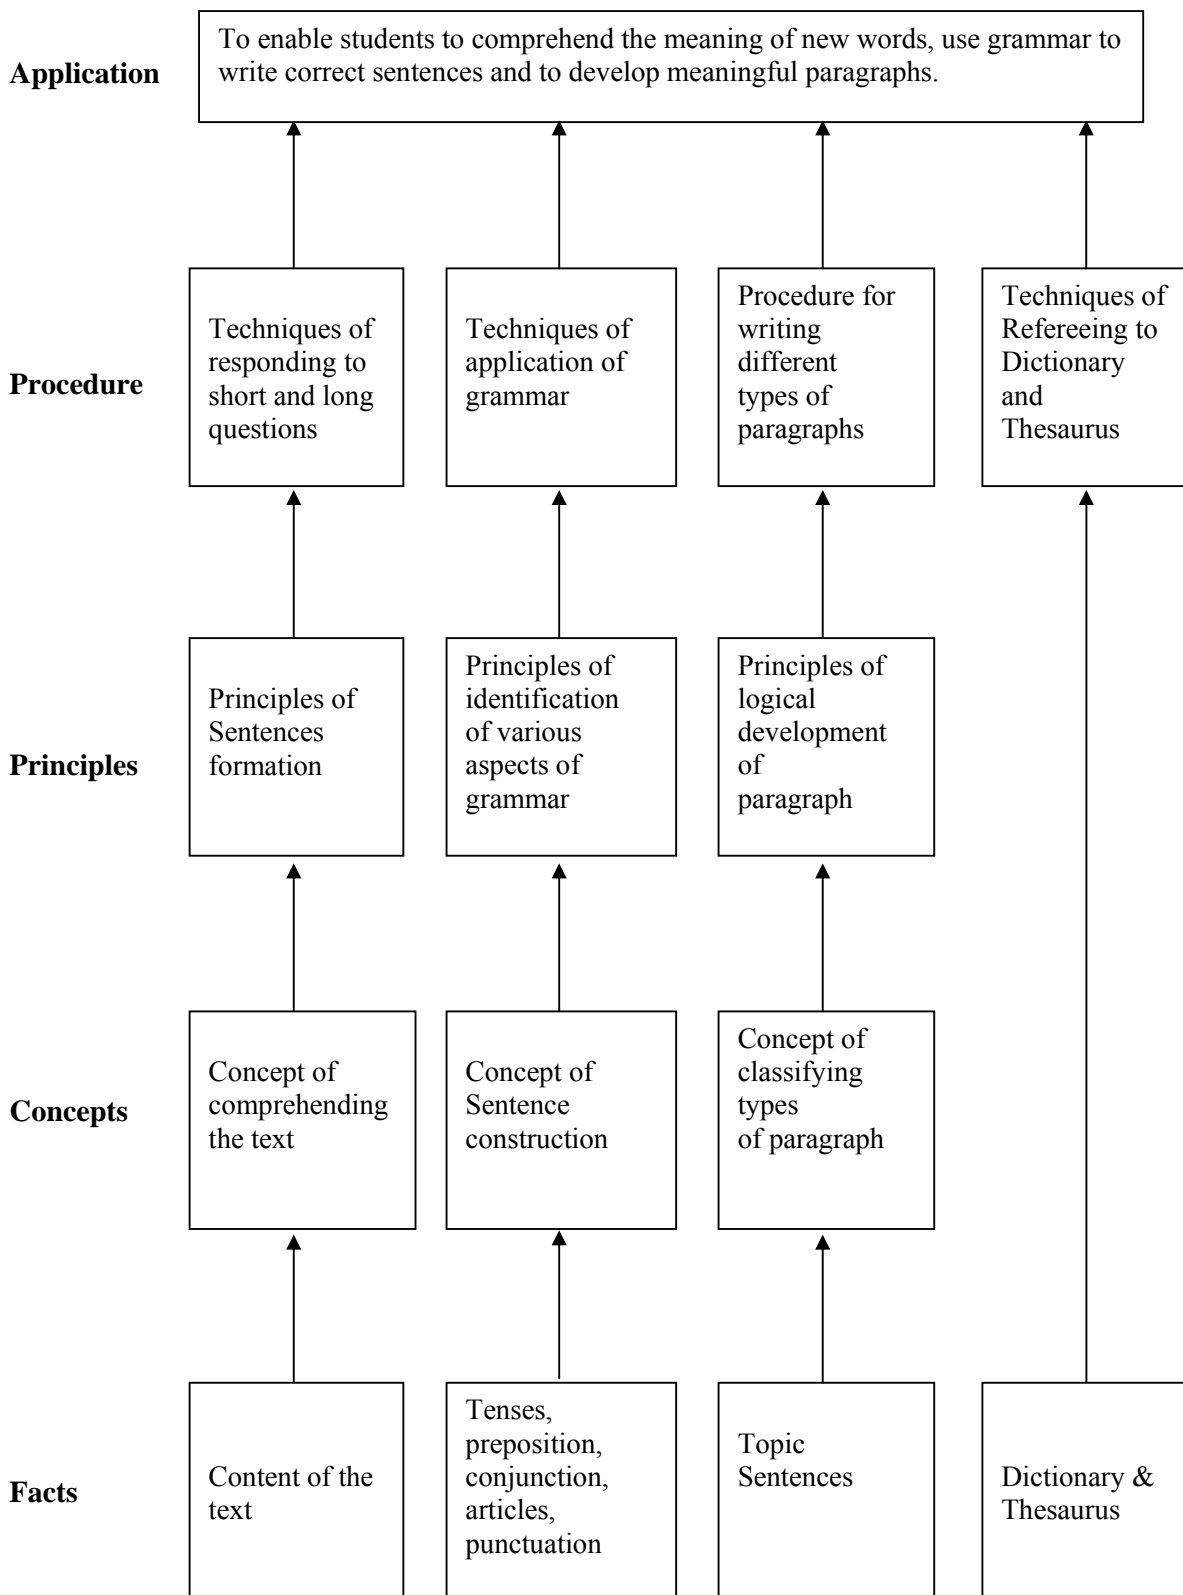 Application
To enable students to comprehend the meaning of new words, use grammar to
write correct sentences and to develop meaningful paragraphs.
Procedure
Techniques of
responding to
short and long
questions
Techniques of
application of
grammar
Procedure for
writing
different
types of
paragraphs
Techniques of
Refereeing to
Dictionary
and
Thesaurus
Principles
Principles of
Sentences
formation
Principles of
identification
of various
aspects of
grammar
Principles of
logical
development
of
paragraph
Concepts
Concept of
comprehending
the text
Concept of
Sentence
construction
Concept of
classifying
types
of paragraph
Facts
Content of the
text
Tenses,
preposition,
conjunction,
articles,
punctuation
Topic
Sentences
Dictionary &
Thesaurus